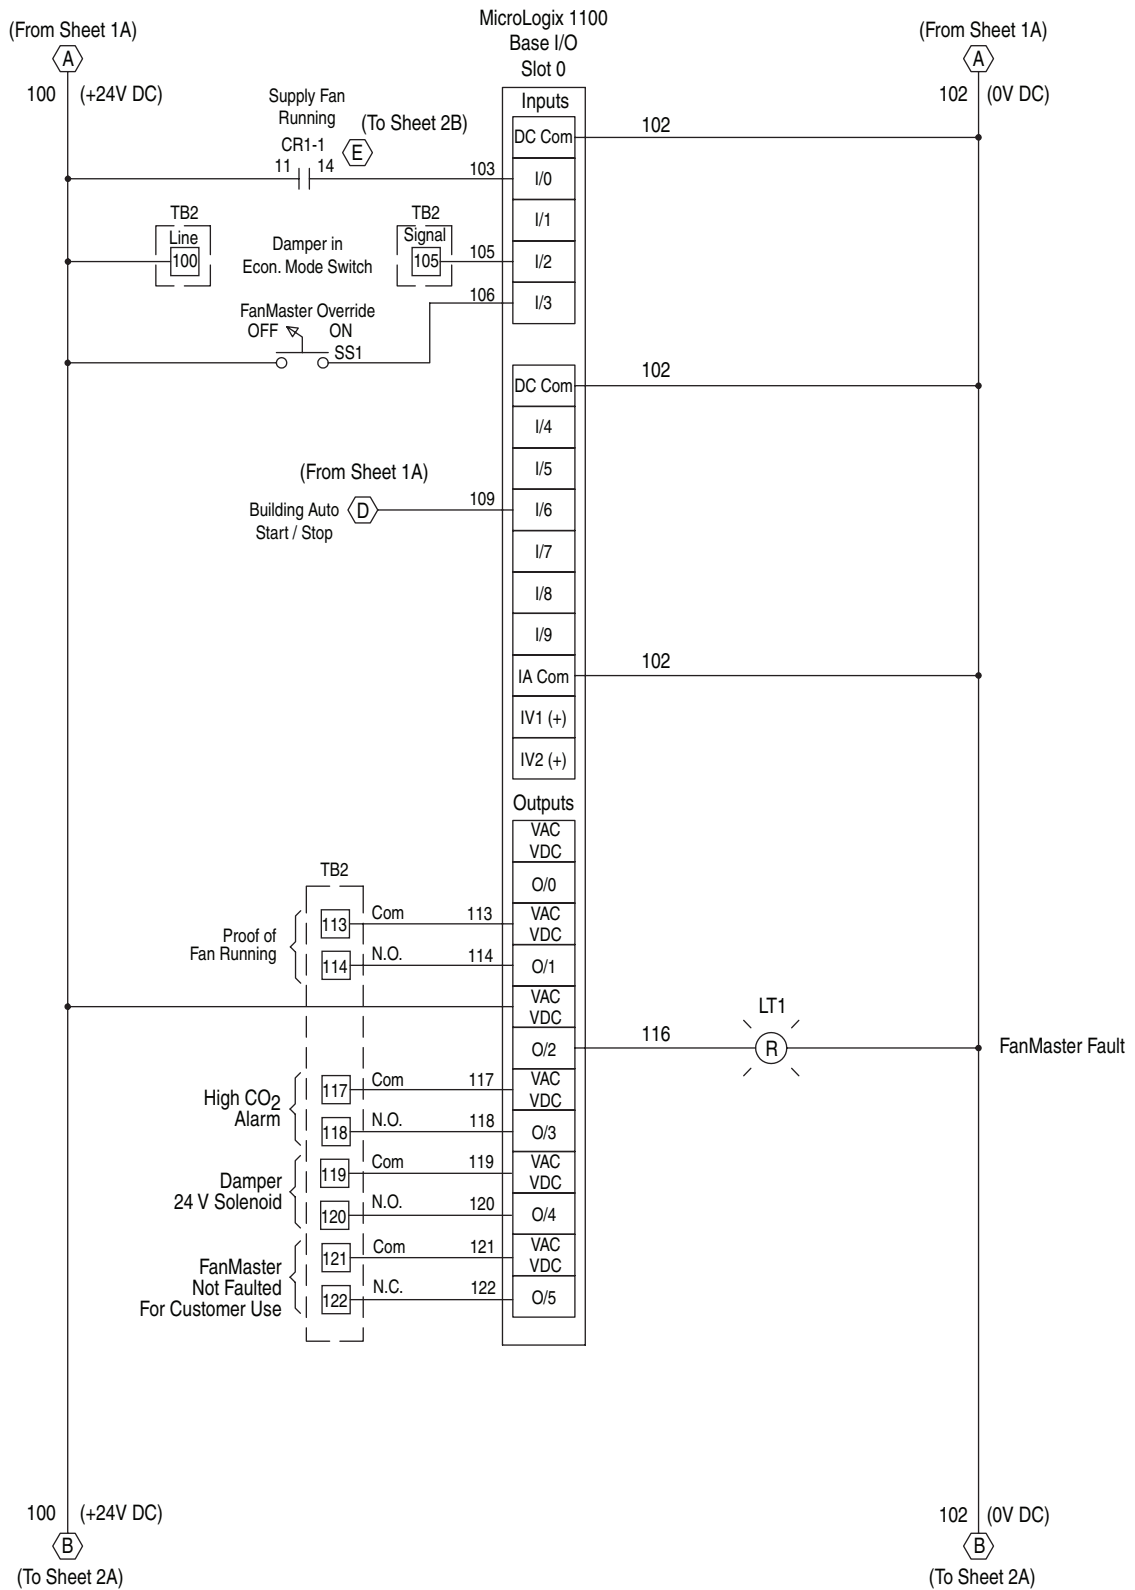 MicroLogix 1100
Base I/O
Slot 0
(From Sheet 1A)
A
100 (+24V DC)
(From Sheet 1A)
A
102 (0V DC)
Inputs
Supply Fan
Running
(To Sheet 2B)
CR1-1
E
11 14
103
DC Com
102
I/0
I/1
TB2
Line
100
Damper in
Econ. Mode Switch
TB2
Signal
105
105
I/2
106
I/3
FanMaster Override
OFF ON
SS1
DC Com
102
I/4
I/5
(From Sheet 1A)
Building Auto
Start / Stop
D
109
I/6
I/7
I/8
I/9
IA Com
102
IV1 (+)
IV2 (+)
Outputs
VAC
VDC
O/0
TB2
Proof of
Fan Running
113 Com 113
VAC
VDC
114 N.O. 114
O/1
VAC
VDC
O/2
116
LT1
R
FanMaster Fault
High CO2
Alarm
117 Com 117
VAC
VDC
118 N.O. 118
O/3
Damper
24 V Solenoid
119 Com 119
VAC
VDC
120 N.O. 120
O/4
FanMaster
Not Faulted
For Customer Use
121 Com 121
VAC
VDC
122 N.C. 122
O/5
100 (+24V DC)
B
(To Sheet 2A)
102 (0V DC)
B
(To Sheet 2A)